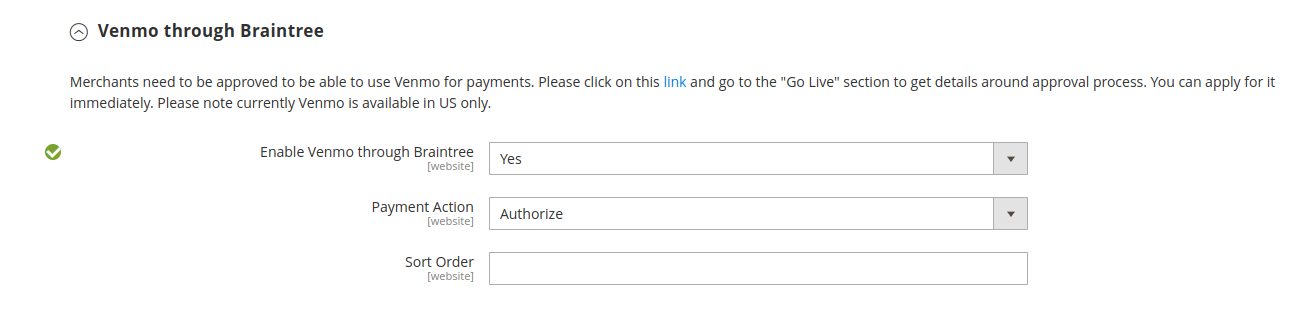 Venmo through Braintree
Merchants need to be approved to be able to use Venmo for payments. Please click on this link and go to the "Go Live" section to get details around approval process. You can apply for it
immediately. Please note currently Venmo is available in US only.
Enable Venmo through Braintree
[website]
Yes
Payment Action
[website]
Authorize
Sort Order
[website]